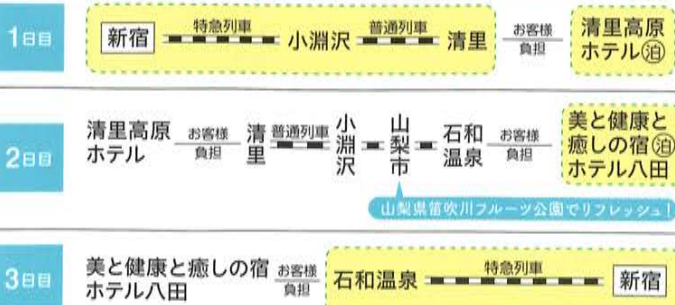 1日目
新宿 特急列車 小淵沢 普通列車 清里 お客様負担 清里高原ホテル泊
2日目
清里高原ホテル お客様負担 清里 普通列車 小淵沢 山梨市 石和温泉 お客様負担 美と健康と癒しの宿泊ホテル八田
山梨県笛吹川フルーツ公園でリフレッシュ!
3日目
美と健康と癒しの宿ホテル八田 お客様負担 石和温泉 特急列車 新宿